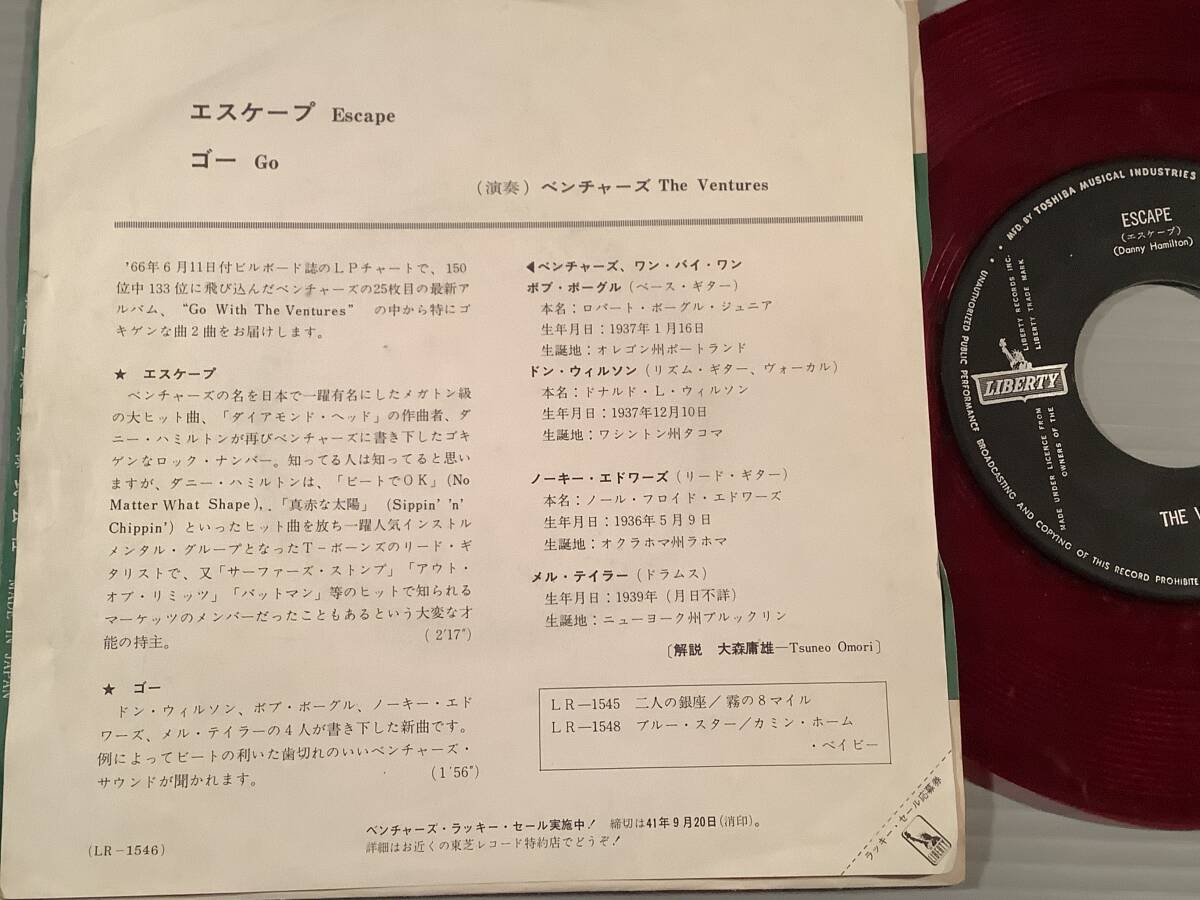 エスケープ Escape
ゴー Go
(演奏) ベンチャーズ The Ventures
'66年6月11日付ビルボード誌のLPチャートで、150
位中133位に飛び込んだベンチャーズの25枚目の最新ア
ルバム、"Go With The Ventures" の中から特にゴ
キゲンな曲2曲をお届けします。
★ エスケープ
ベンチャーズの名を日本で一躍有名にしたメガトン級
の大ヒット曲、「ダイアモンド・ヘッド」の作曲者、ダ
ニー・ハミルトンが再びベンチャーズに書き下したゴキ
ゲンなロック・ナンバー。知ってる人は知ってると思い
ますが、ダニー・ハミルトンは、「ビートでOK」(No
Matter What Shape)、「真赤な太陽」 (Sippin' 'n'
Chippin') といったヒット曲を放ち一躍人気インストル
メンタル・グループとなったT-ボーンズのリード・ギ
タリストで、又「サーファーズ・ストンプ」「アウト・
オブ・リミッツ」「バットマン」等のヒットで知られる
マーケッツのメンバーだったこともあるという大変な才
能の持主。 (2'17")
★ ゴー
ドン・ウィルソン、ボブ・ボーグル、ノーキー・エド
ワーズ、メル・テイラーの4人が書き下した新曲です。
例によってビートの利いた歯切れのいいベンチャーズ・
サウンドが聞かれます。 (1'56")
◀ベンチャーズ、ワン・バイ・ワン
ボブ・ボーグル (ベース・ギター)
本名:ロバート・ボーグル・ジュニア
生年月日:1937年1月16日
生誕地:オレゴン州ポートランド
ドン・ウィルソン (リズム・ギター、ヴォーカル)
本名:ドナルド・L・ウィルソン
生年月日:1937年12月10日
生誕地:ワシントン州タコマ
ノーキー・エドワーズ (リード・ギター)
本名:ノール・フロイド・エドワーズ
生年月日:1936年5月9日
生誕地:オクラホマ州ラホマ
メル・テイラー (ドラムス)
生年月日:1939年 (月日不詳)
生誕地:ニューヨーク州ブルックリン
〔解説 大森庸雄—Tsuneo Omori〕
LR—1545 二人の銀座/霧の8マイル
LR—1548 ブルー・スター/カミン・ホーム
・ベイビー
ベンチャーズ・ラッキー・セール実施中! 締切は41年9月20日(消印)。
詳細はお近くの東芝レコード特約店でどうぞ!
(LR-1546)
ラッキー・セール応募券
LIBERTY
MADE IN JAPAN
MFD. BY TOSHIBA MUSICAL INDUSTRIES
ESCAPE
(エスケープ)
(Danny Hamilton)
LIBERTY RECORDS INC.
LIBERTY TRADE MARK
LIBERTY
MADE UNDER LICENCE FROM
OWNERS OF THE
THE V
UNAUTHORIZED PUBLIC PERFORMANCE BROADCASTING AND COPYING OF THIS RECORD PROHIBITE